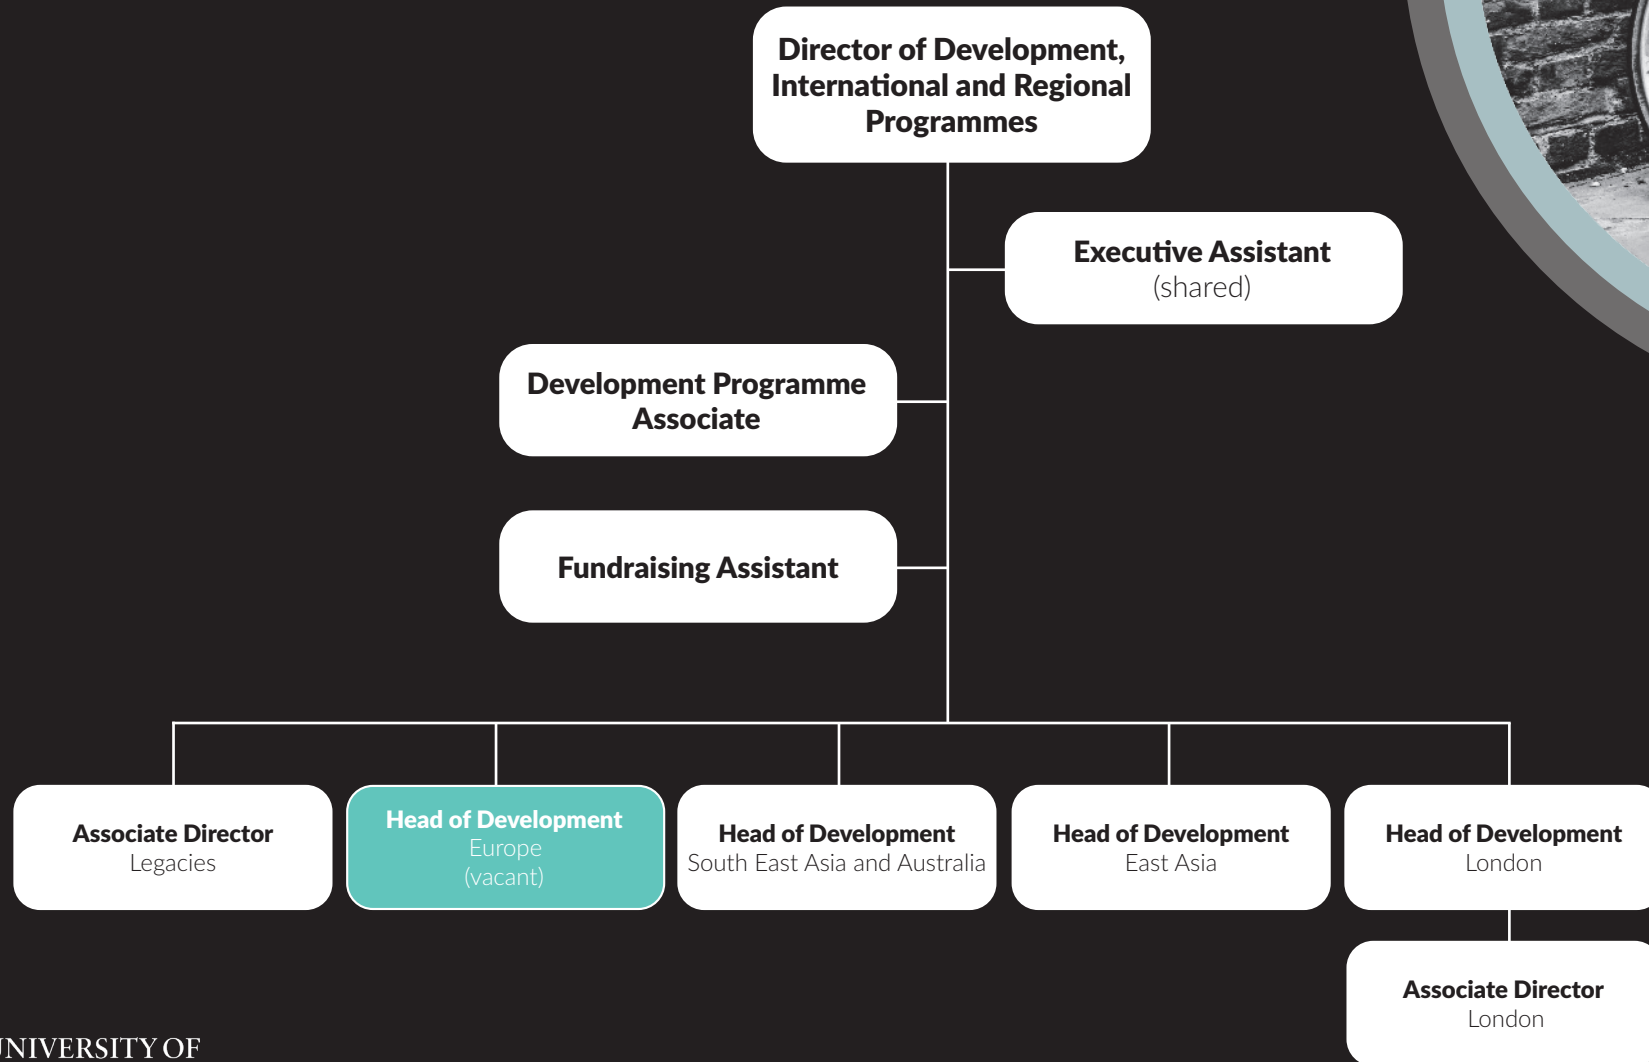 Director of Development,
International and Regional
Programmes
Executive Assistant
(shared)
Development Programme
Associate
Fundraising Assistant
Associate Director
Legacies
Head of Development
Europe
(vacant)
Head of Development
South East Asia and Australia
Head of Development
East Asia
Head of Development
London
Associate Director
London
UNIVERSITY OF